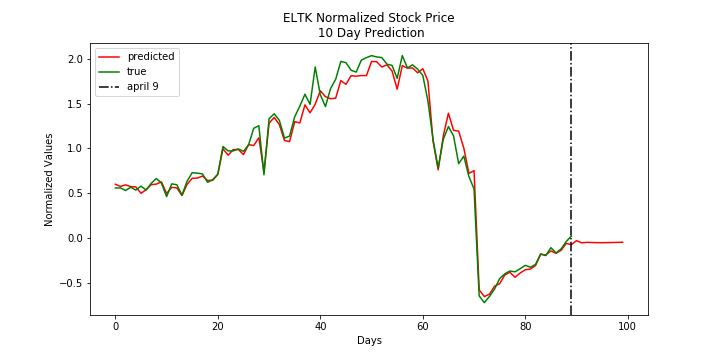 ELTK Normalized Stock Price
10 Day Prediction
predicted
true
april 9
Normalized Values
2.0
1.5
1.0
0.5
0.0
−0.5
0 20 40 60 80 100
Days